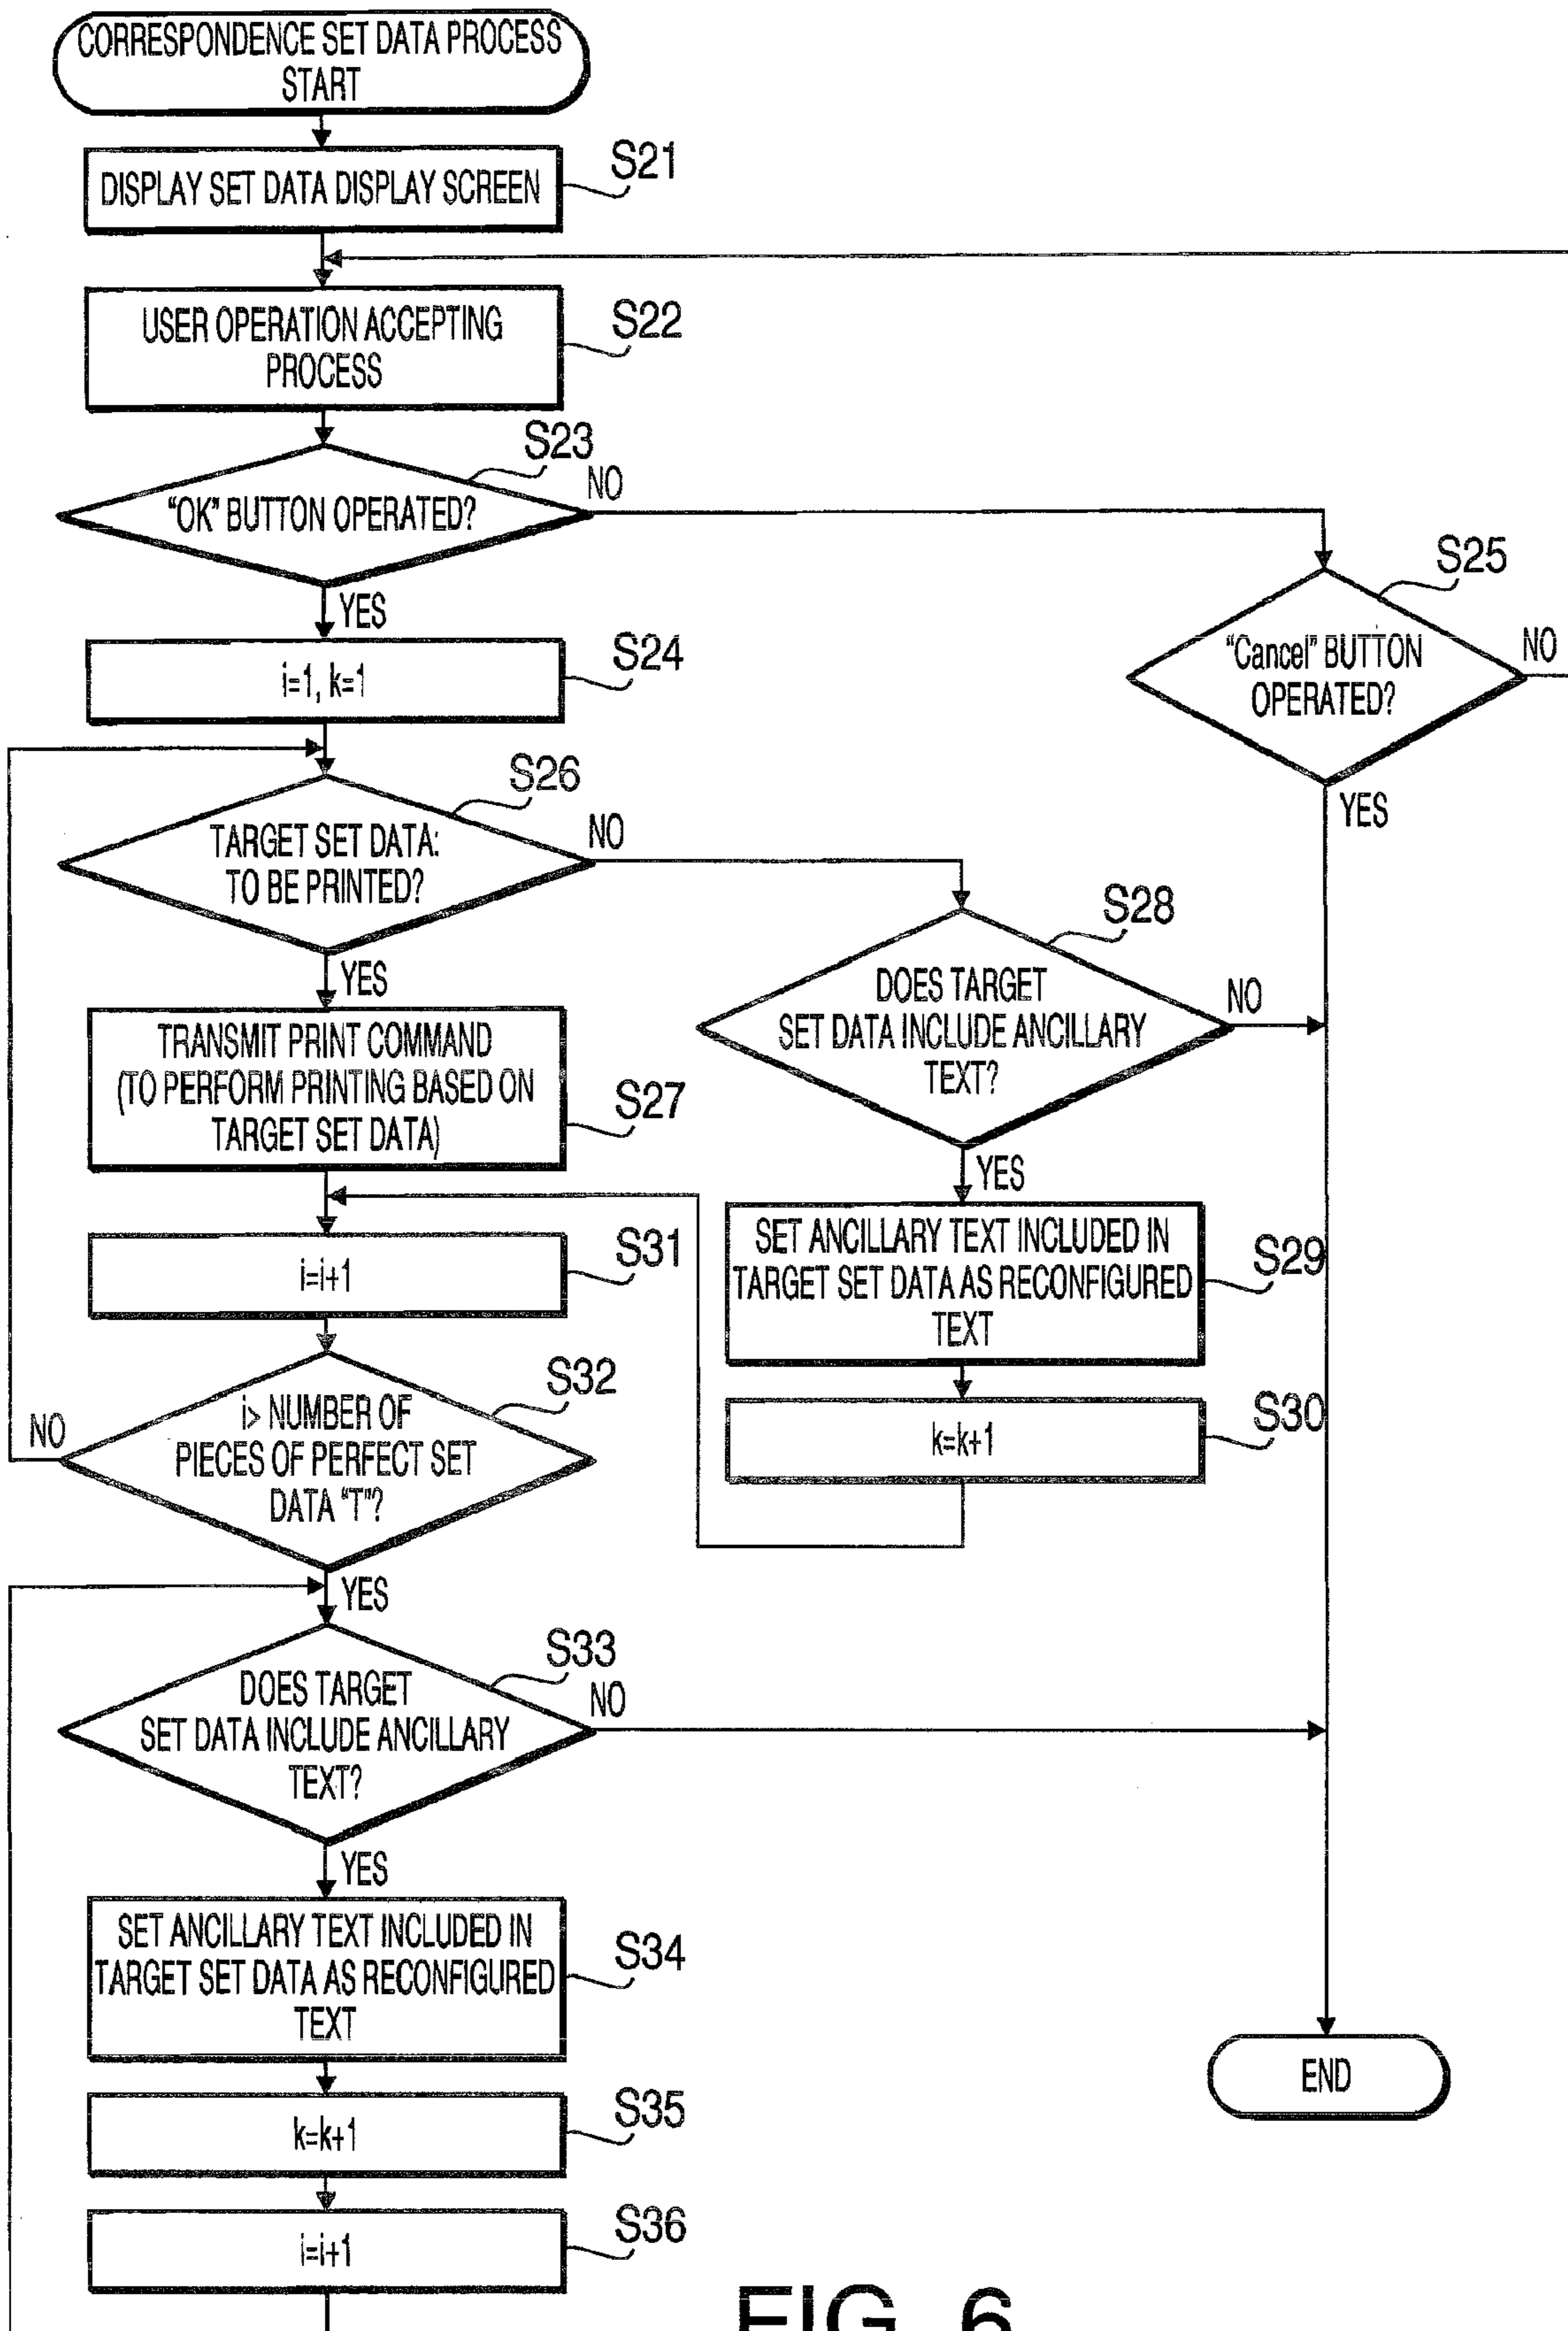 CORRESPONDENCE SET DATA PROCESS
START
DISPLAY SET DATA DISPLAY SCREEN
S21
USER OPERATION ACCEPTING
PROCESS
S22
"OK" BUTTON OPERATED?
S23
NO
YES
i=1, k=1
S24
"Cancel" BUTTON
OPERATED?
S25
NO
YES
TARGET SET DATA:
TO BE PRINTED?
S26
NO
YES
TRANSMIT PRINT COMMAND
(TO PERFORM PRINTING BASED ON
TARGET SET DATA)
S27
DOES TARGET
SET DATA INCLUDE ANCILLARY
TEXT?
S28
NO
YES
SET ANCILLARY TEXT INCLUDED IN
TARGET SET DATA AS RECONFIGURED
TEXT
S29
k=k+1
S30
i=i+1
S31
i> NUMBER OF
PIECES OF PERFECT SET
DATA "T"?
S32
NO
YES
DOES TARGET
SET DATA INCLUDE ANCILLARY
TEXT?
S33
NO
YES
SET ANCILLARY TEXT INCLUDED IN
TARGET SET DATA AS RECONFIGURED
TEXT
S34
k=k+1
S35
i=i+1
S36
END
FIG. 6